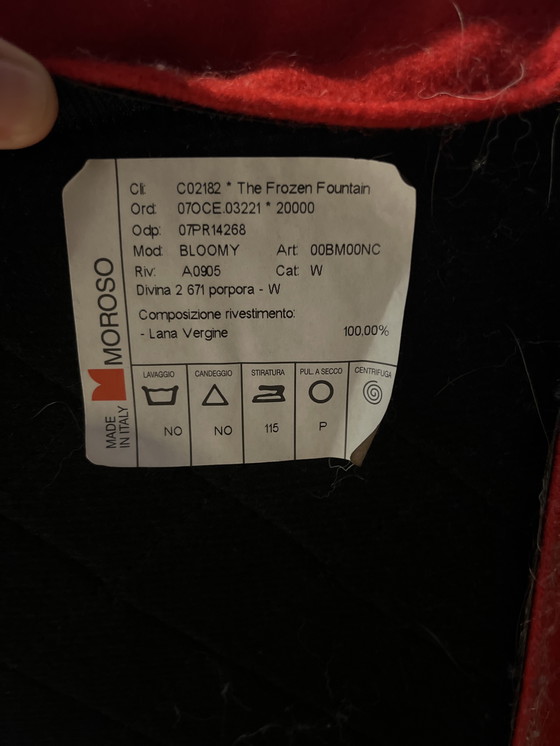 Cli: C02182 * The Frozen Fountain
Ord: 07OCE.03221 * 20000
Odp: 07PR14268
Mod: BLOOMY Art: 00BM00NC
Riv: A0905 Cat: W
Divina 2 671 porpora - W
Composizione rivestimento:
- Lana Vergine 100,00%
LAVAGGIO CANDEGGIO STIRATURA PUL. A SECCO CENTRIFUGA
NO NO 115 P
MOROSO
MADE
IN ITALY